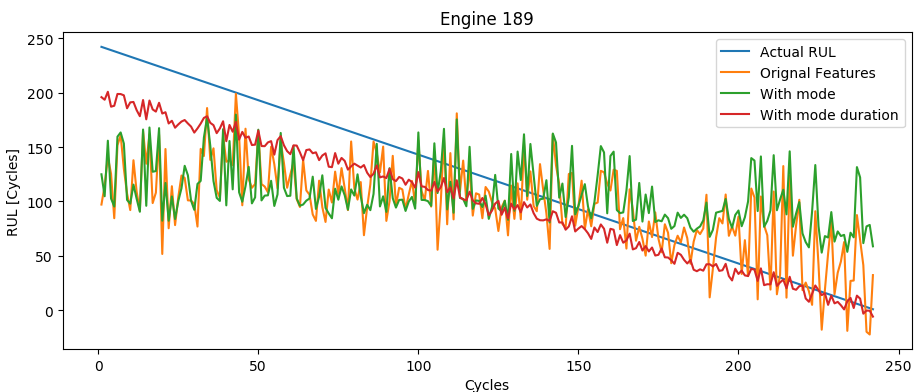 Engine 189
RUL [Cycles]
250
200
150
100
50
0
Actual RUL
Orignal Features
With mode
With mode duration
0
50
100
150
200
250
Cycles